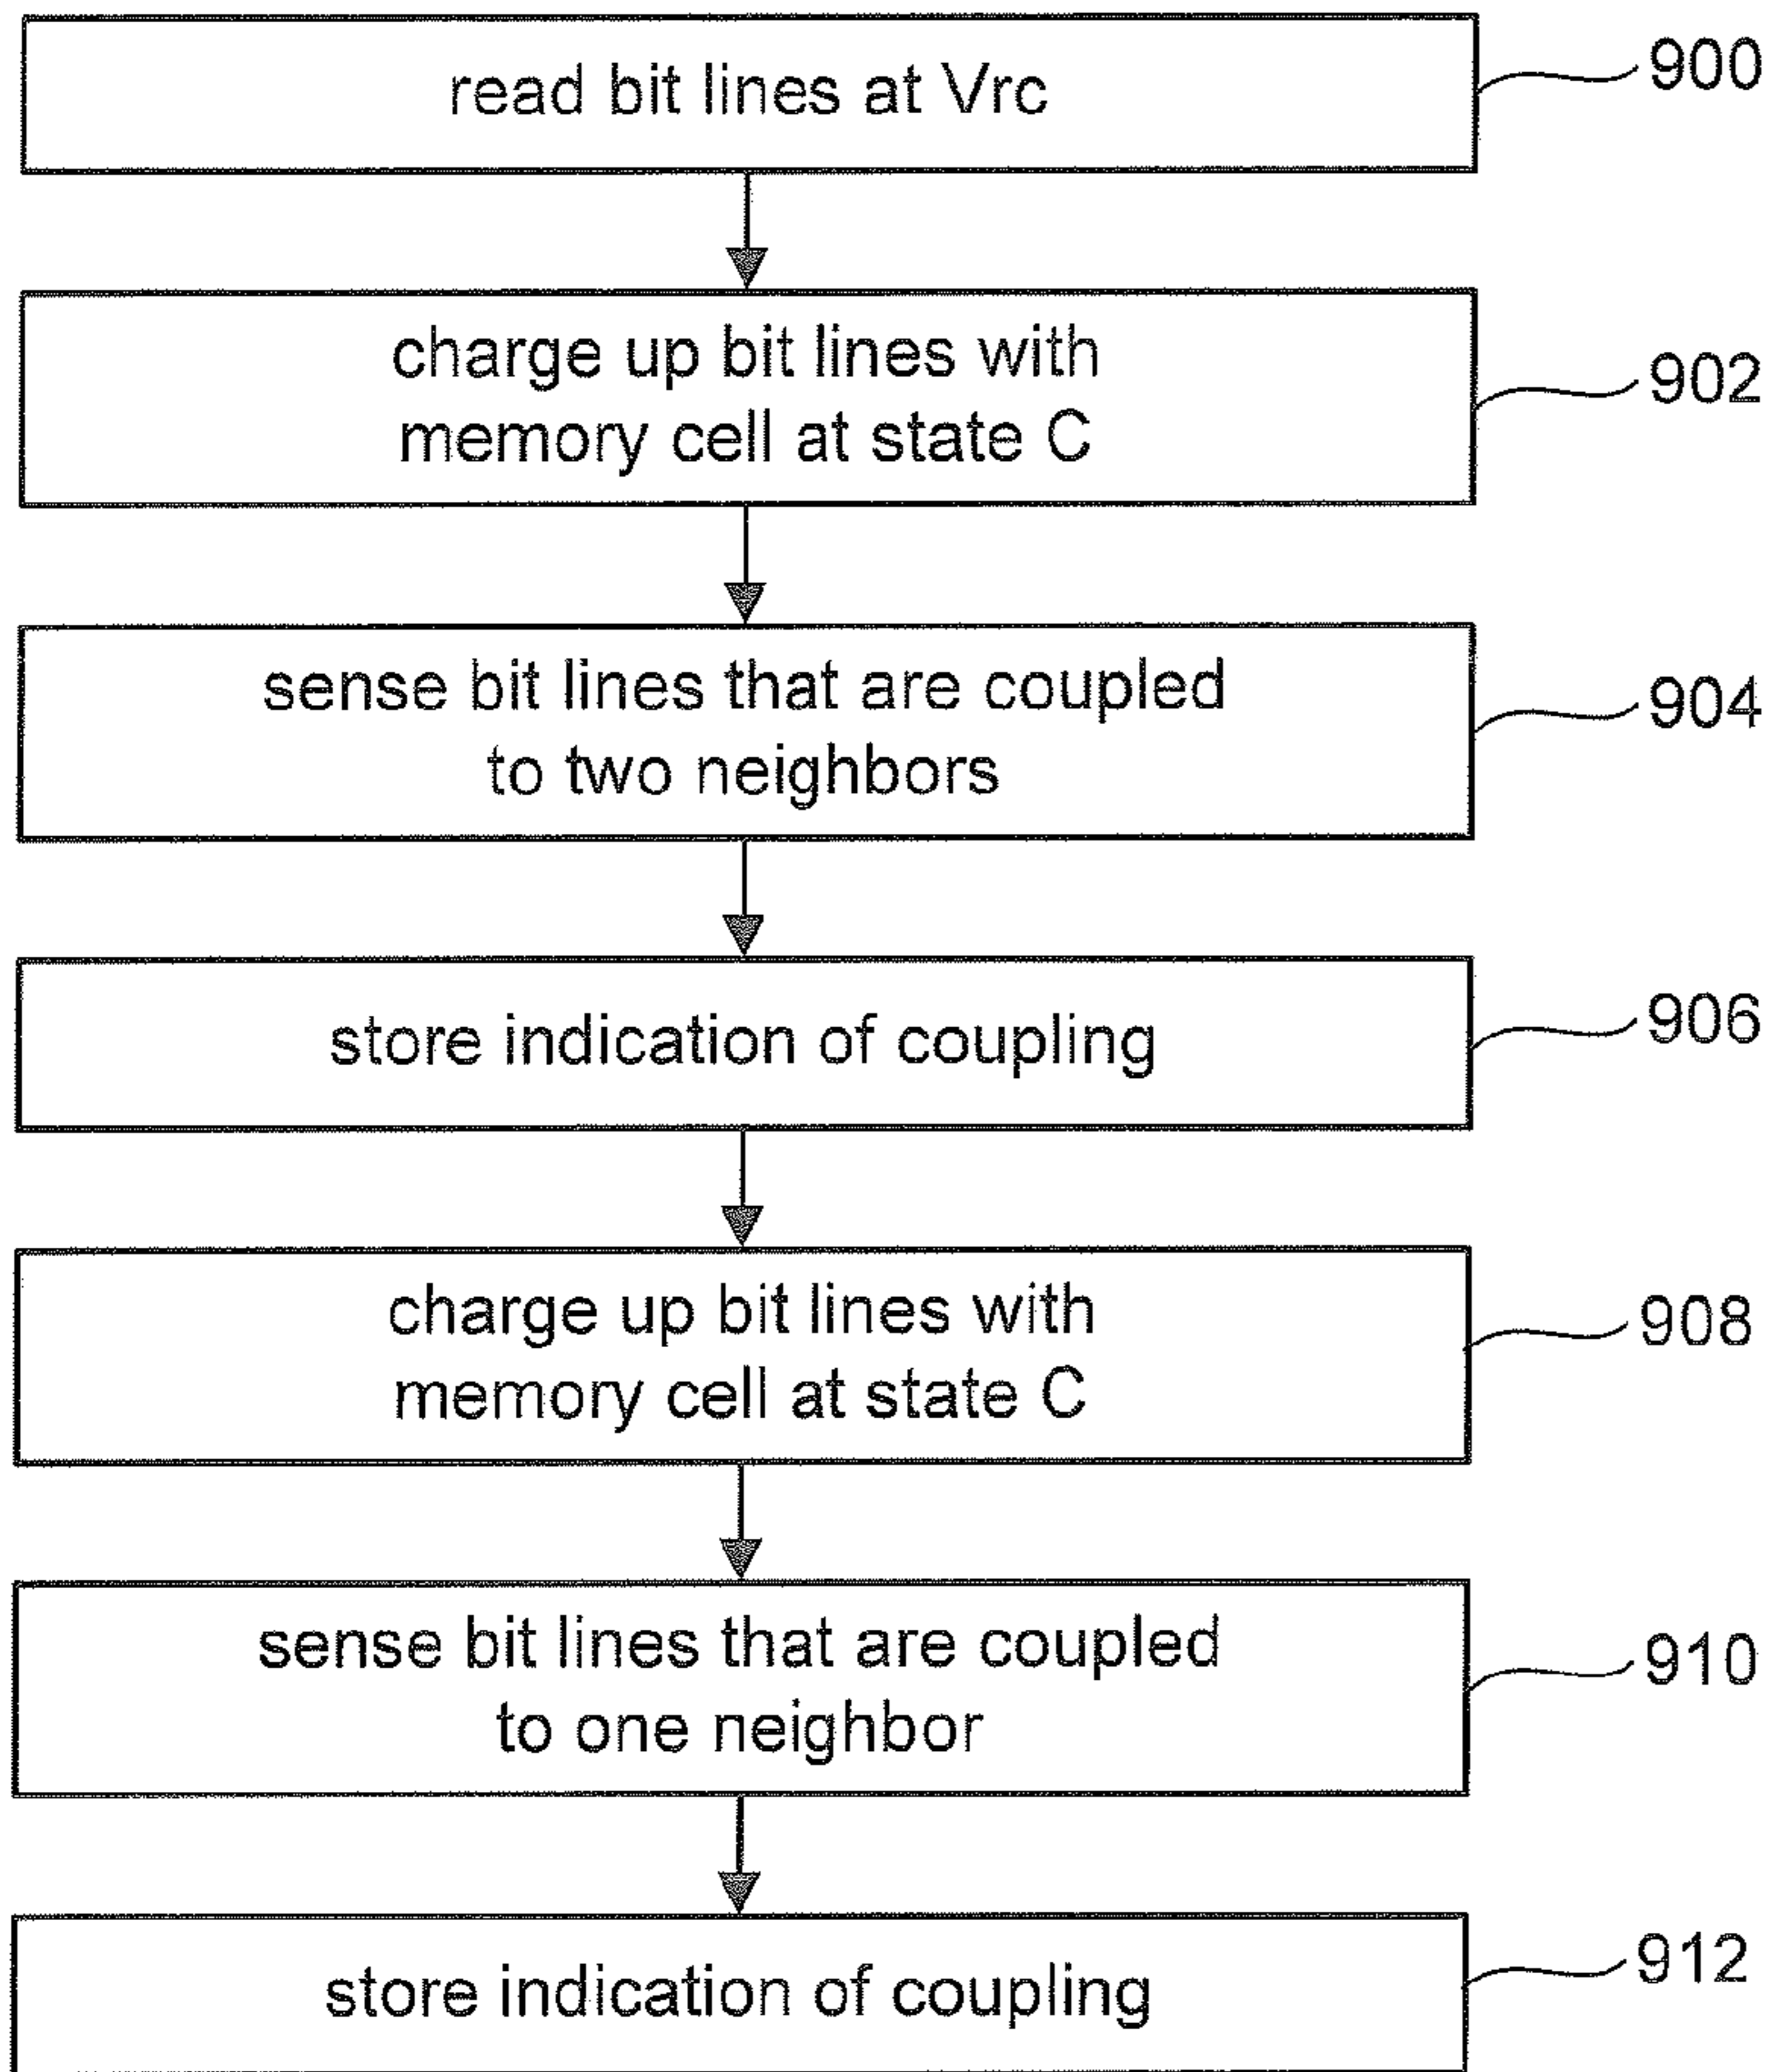 read bit lines at Vrc
900
charge up bit lines with
memory cell at state C
902
sense bit lines that are coupled
to two neighbors
904
store indication of coupling
906
charge up bit lines with
memory cell at state C
908
sense bit lines that are coupled
to one neighbor
910
store indication of coupling
912